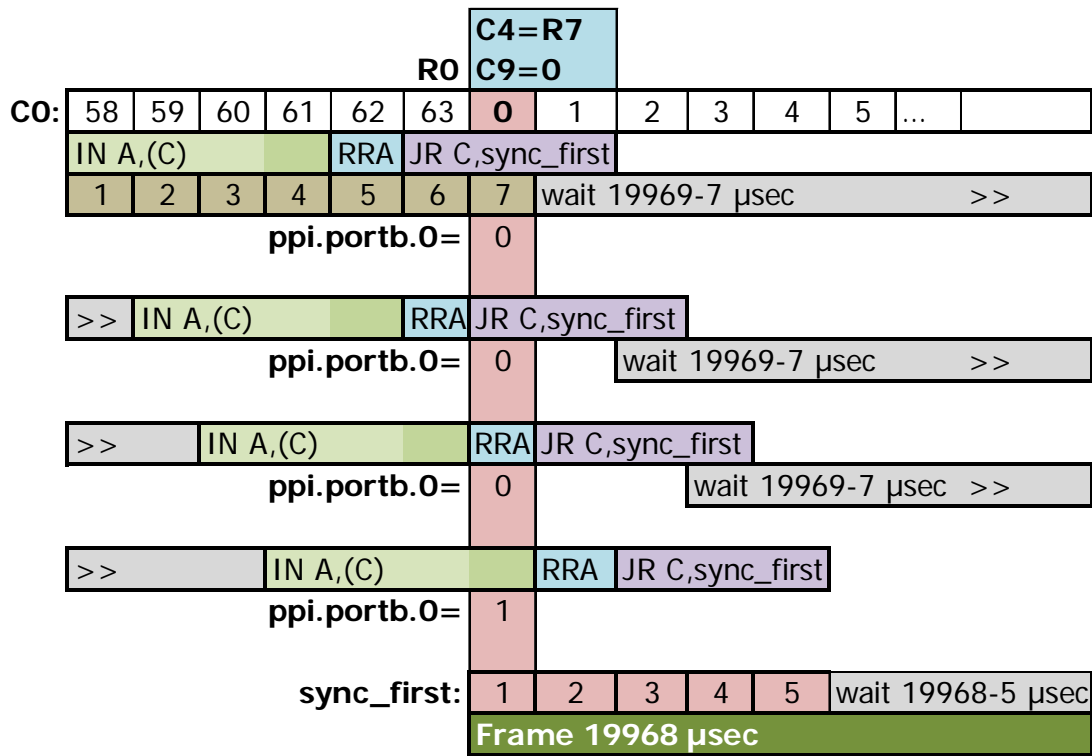 C4=R7
R0 C9=0
C0: 58 59 60 61 62 63 0 1 2 3 4 5 ...
IN A,(C) RRA JR C,sync_first
1 2 3 4 5 6 7 wait 19969-7 µsec >>
ppi.portb.0= 0
>> IN A,(C) RRA JR C,sync_first
ppi.portb.0= 0 wait 19969-7 µsec >>
>> IN A,(C) RRA JR C,sync_first
ppi.portb.0= 0 wait 19969-7 µsec >>
>> IN A,(C) RRA JR C,sync_first
ppi.portb.0= 1
sync_first: 1 2 3 4 5 wait 19968-5 µsec
Frame 19968 µsec